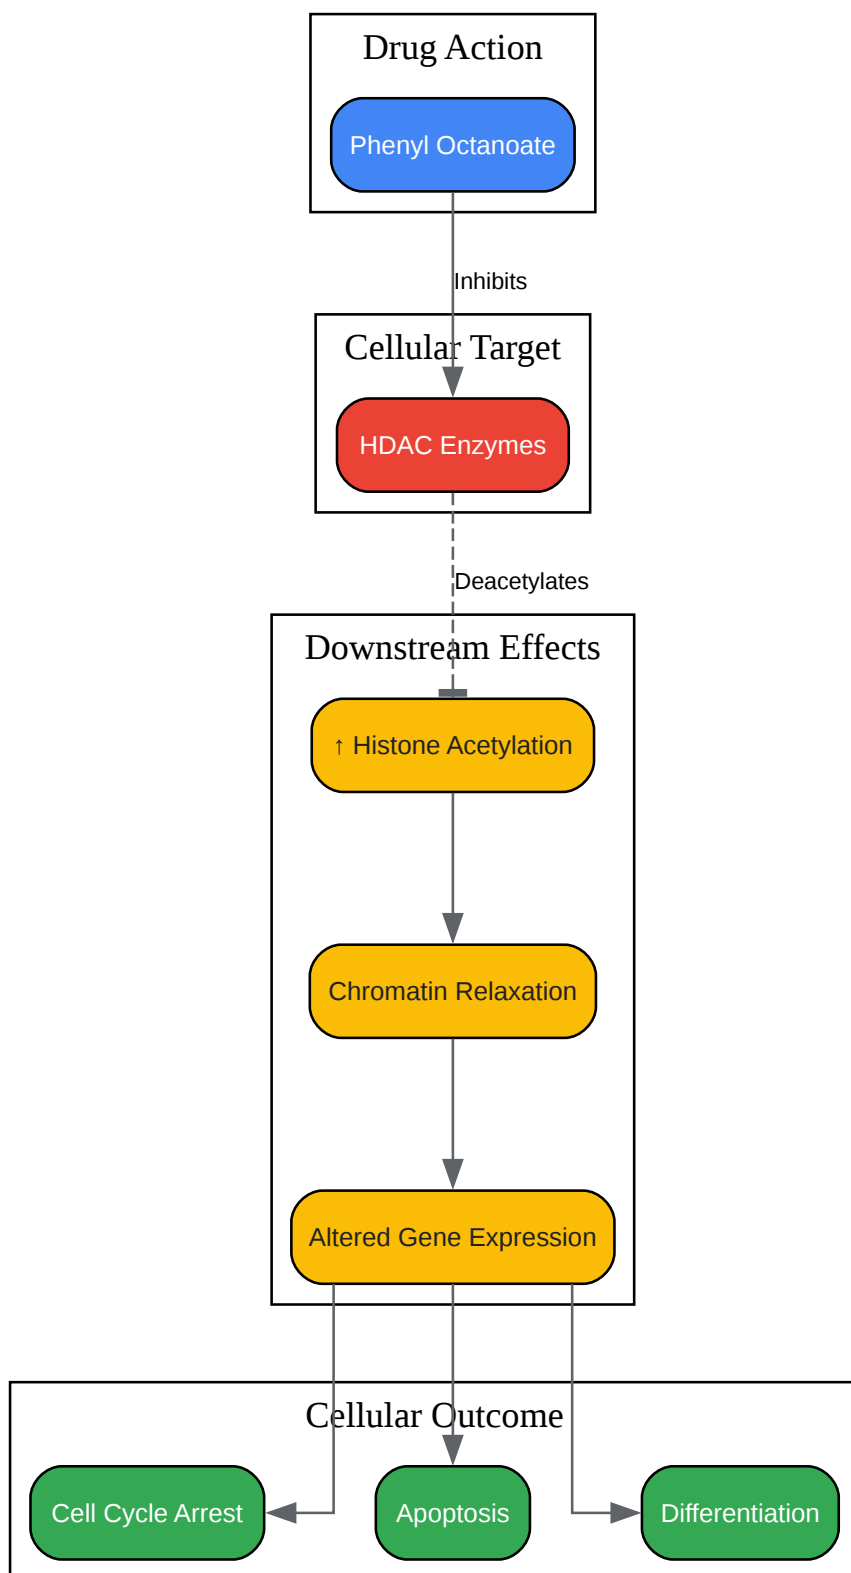 Drug Action
Phenyl Octanoate
Inhibits
Cellular Target
HDAC Enzymes
Deacetylates
Downstream Effects
↑ Histone Acetylation
Chromatin Relaxation
Altered Gene Expression
Cellular Outcome
Cell Cycle Arrest
Apoptosis
Differentiation